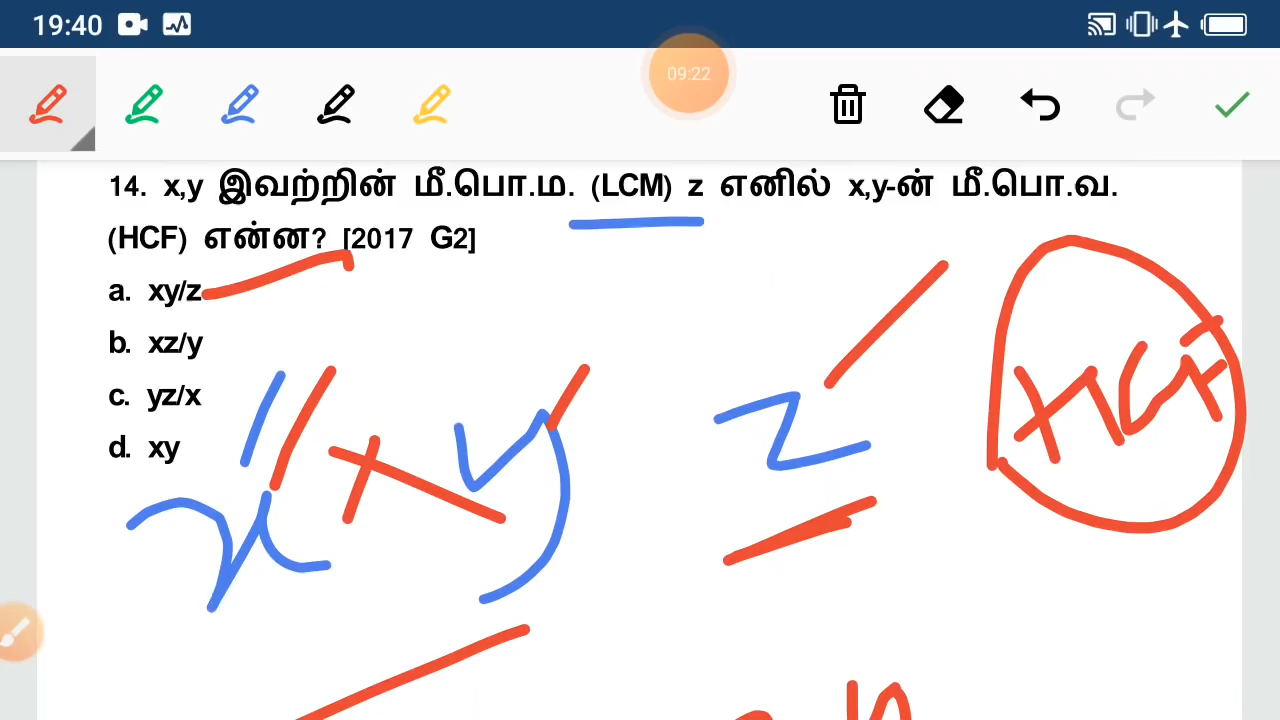 19:40
09:22
14. x,y இவற்றின் மீ.பொ.ம. (LCM) z எனில் x,y-ன் மீ.பொ.வ.
(HCF) என்ன? [2017 G2]
a. xy/z
b. xz/y
c. yz/x
d. xy
x × y
z
HCF